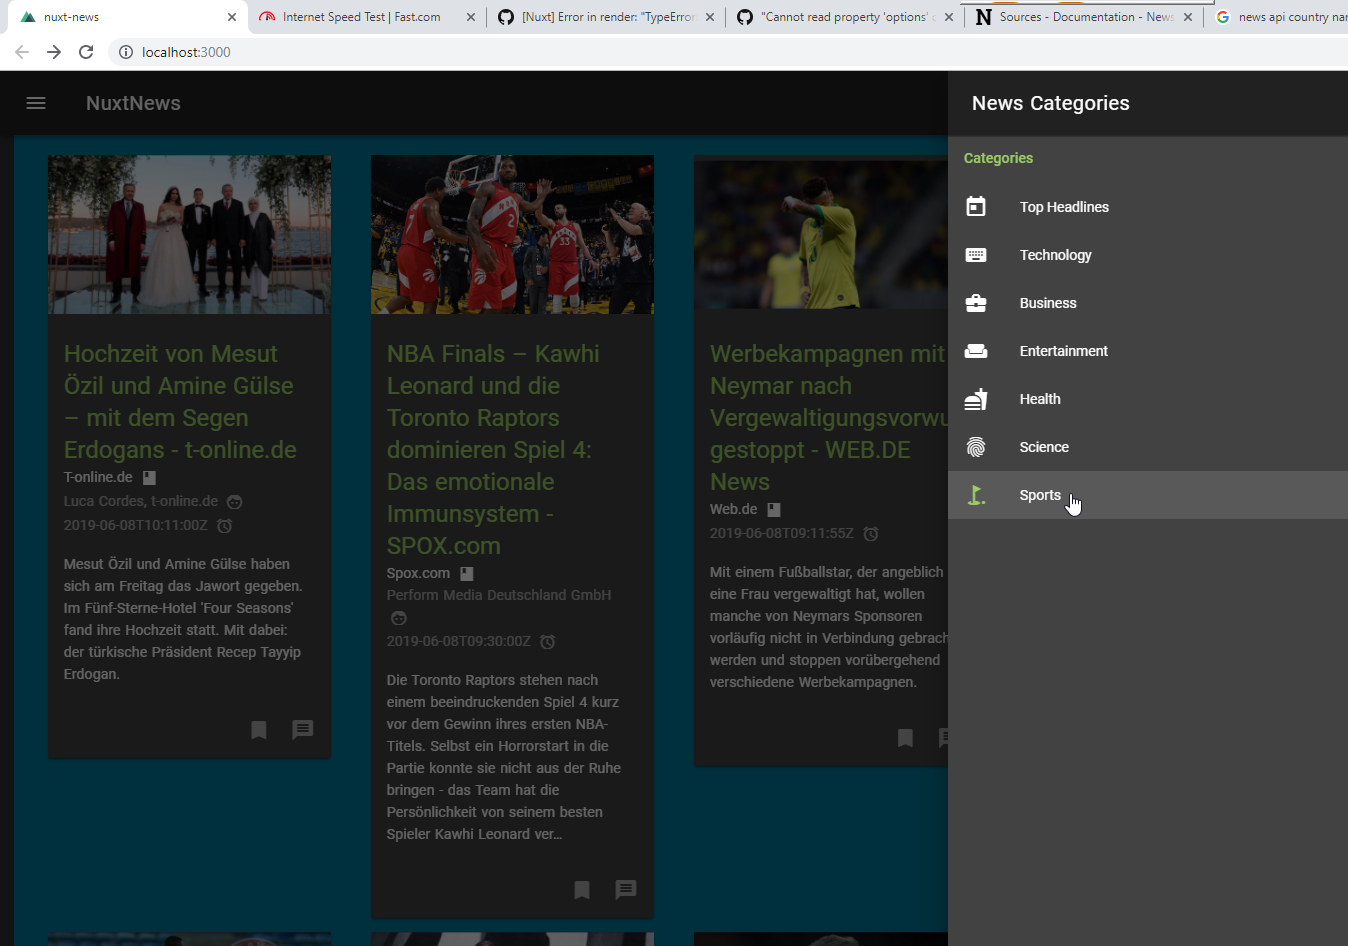 nuxt-news
Internet Speed Test | Fast.com
[Nuxt] Error in render: "TypeError
"Cannot read property 'options'
Sources - Documentation - News
news api country
localhost:3000
NuxtNews
News Categories
Categories
Top Headlines
Technology
Business
Entertainment
Health
Science
Sports
Hochzeit von Mesut
Özil und Amine Gülse
– mit dem Segen
Erdogans - t-online.de
T-online.de
Luca Cordes, t-online.de
2019-06-08T10:11:00Z
Mesut Özil und Amine Gülse haben
sich am Freitag das Jawort gegeben.
Im Fünf-Sterne-Hotel 'Four Seasons'
fand ihre Hochzeit statt. Mit dabei:
der türkische Präsident Recep Tayyip
Erdogan.
NBA Finals – Kawhi
Leonard und die
Toronto Raptors
dominieren Spiel 4:
Das emotionale
Immunsystem -
SPOX.com
Spox.com
Perform Media Deutschland GmbH
2019-06-08T09:30:00Z
Die Toronto Raptors stehen nach
einem beeindruckenden Spiel 4 kurz
vor dem Gewinn ihres ersten NBA-
Titels. Selbst ein Horrorstart in die
Partie konnte sie nicht aus der Ruhe
bringen - das Team hat die
Persönlichkeit von seinem besten
Spieler Kawhi Leonard ver…
Werbekampagnen mit
Neymar nach
Vergewaltigungsvorwu
gestoppt - WEB.DE
News
Web.de
2019-06-08T09:11:55Z
Mit einem Fußballstar, der angeblich
eine Frau vergewaltigt hat, wollen
manche von Neymars Sponsoren
vorläufig nicht in Verbindung gebrach
werden und stoppen vorübergehend
verschiedene Werbekampagnen.